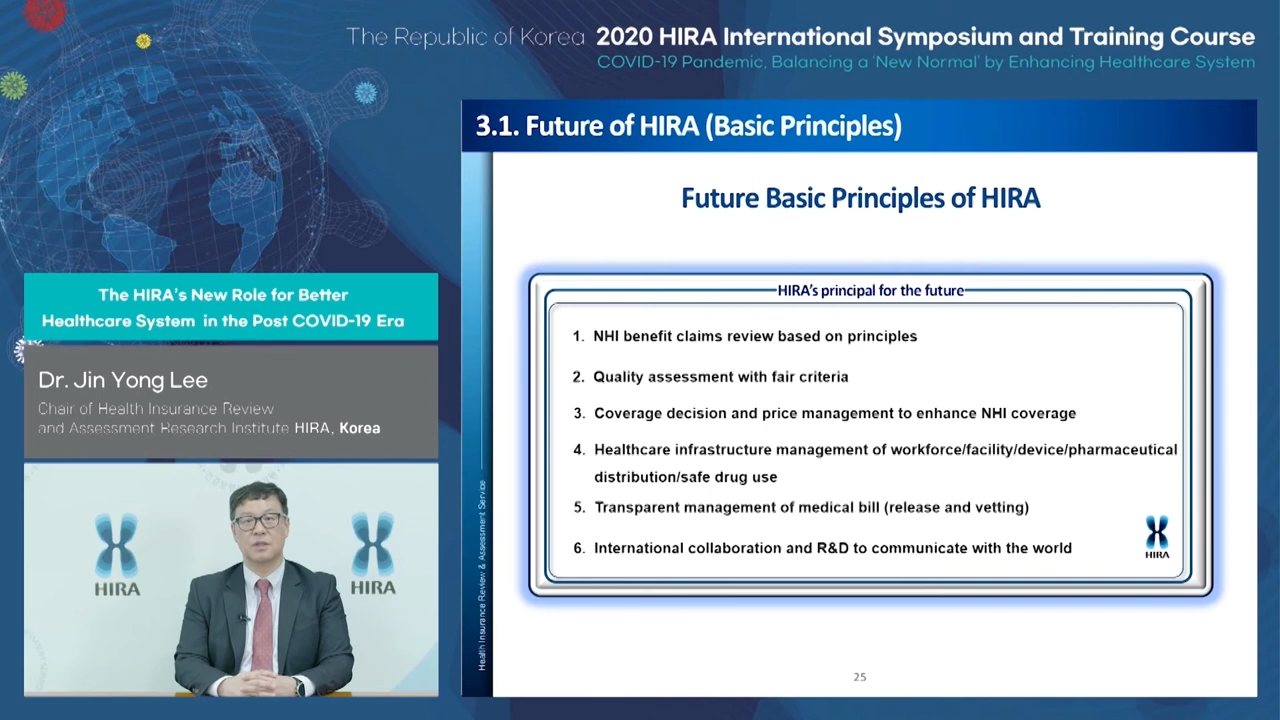 The Republic of Korea 2020 HIRA International Symposium and Training Course
COVID-19 Pandemic, Balancing a 'New Normal' by Enhancing Healthcare System
The HIRA's New Role for Better
Healthcare System in the Post COVID-19 Era
Dr. Jin Yong Lee
Chair of Health Insurance Review
and Assessment Research Institute HIRA, Korea
HIRA
HIRA
3.1. Future of HIRA (Basic Principles)
Future Basic Principles of HIRA
HIRA's principal for the future
1. NHI benefit claims review based on principles
2. Quality assessment with fair criteria
3. Coverage decision and price management to enhance NHI coverage
4. Healthcare infrastructure management of workforce/facility/device/pharmaceutical
distribution/safe drug use
5. Transparent management of medical bill (release and vetting)
6. International collaboration and R&D to communicate with the world
HIRA
Health Insurance Review & Assessment Service
25